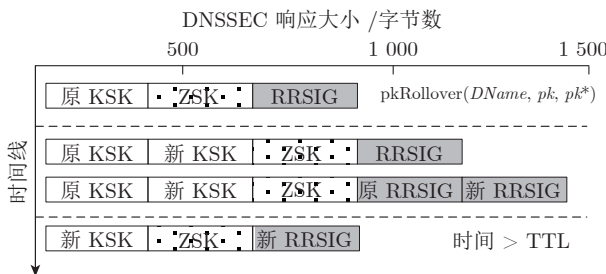 DNSSEC 响应大小 /字节数
500 1 000 1 500
时间线
原 KSK ZSK RRSIG pkRollover(DName, pk, pk*)
原 KSK 新 KSK ZSK RRSIG
原 KSK 新 KSK ZSK 原 RRSIG 新 RRSIG
新 KSK ZSK 新 RRSIG 时间 > TTL